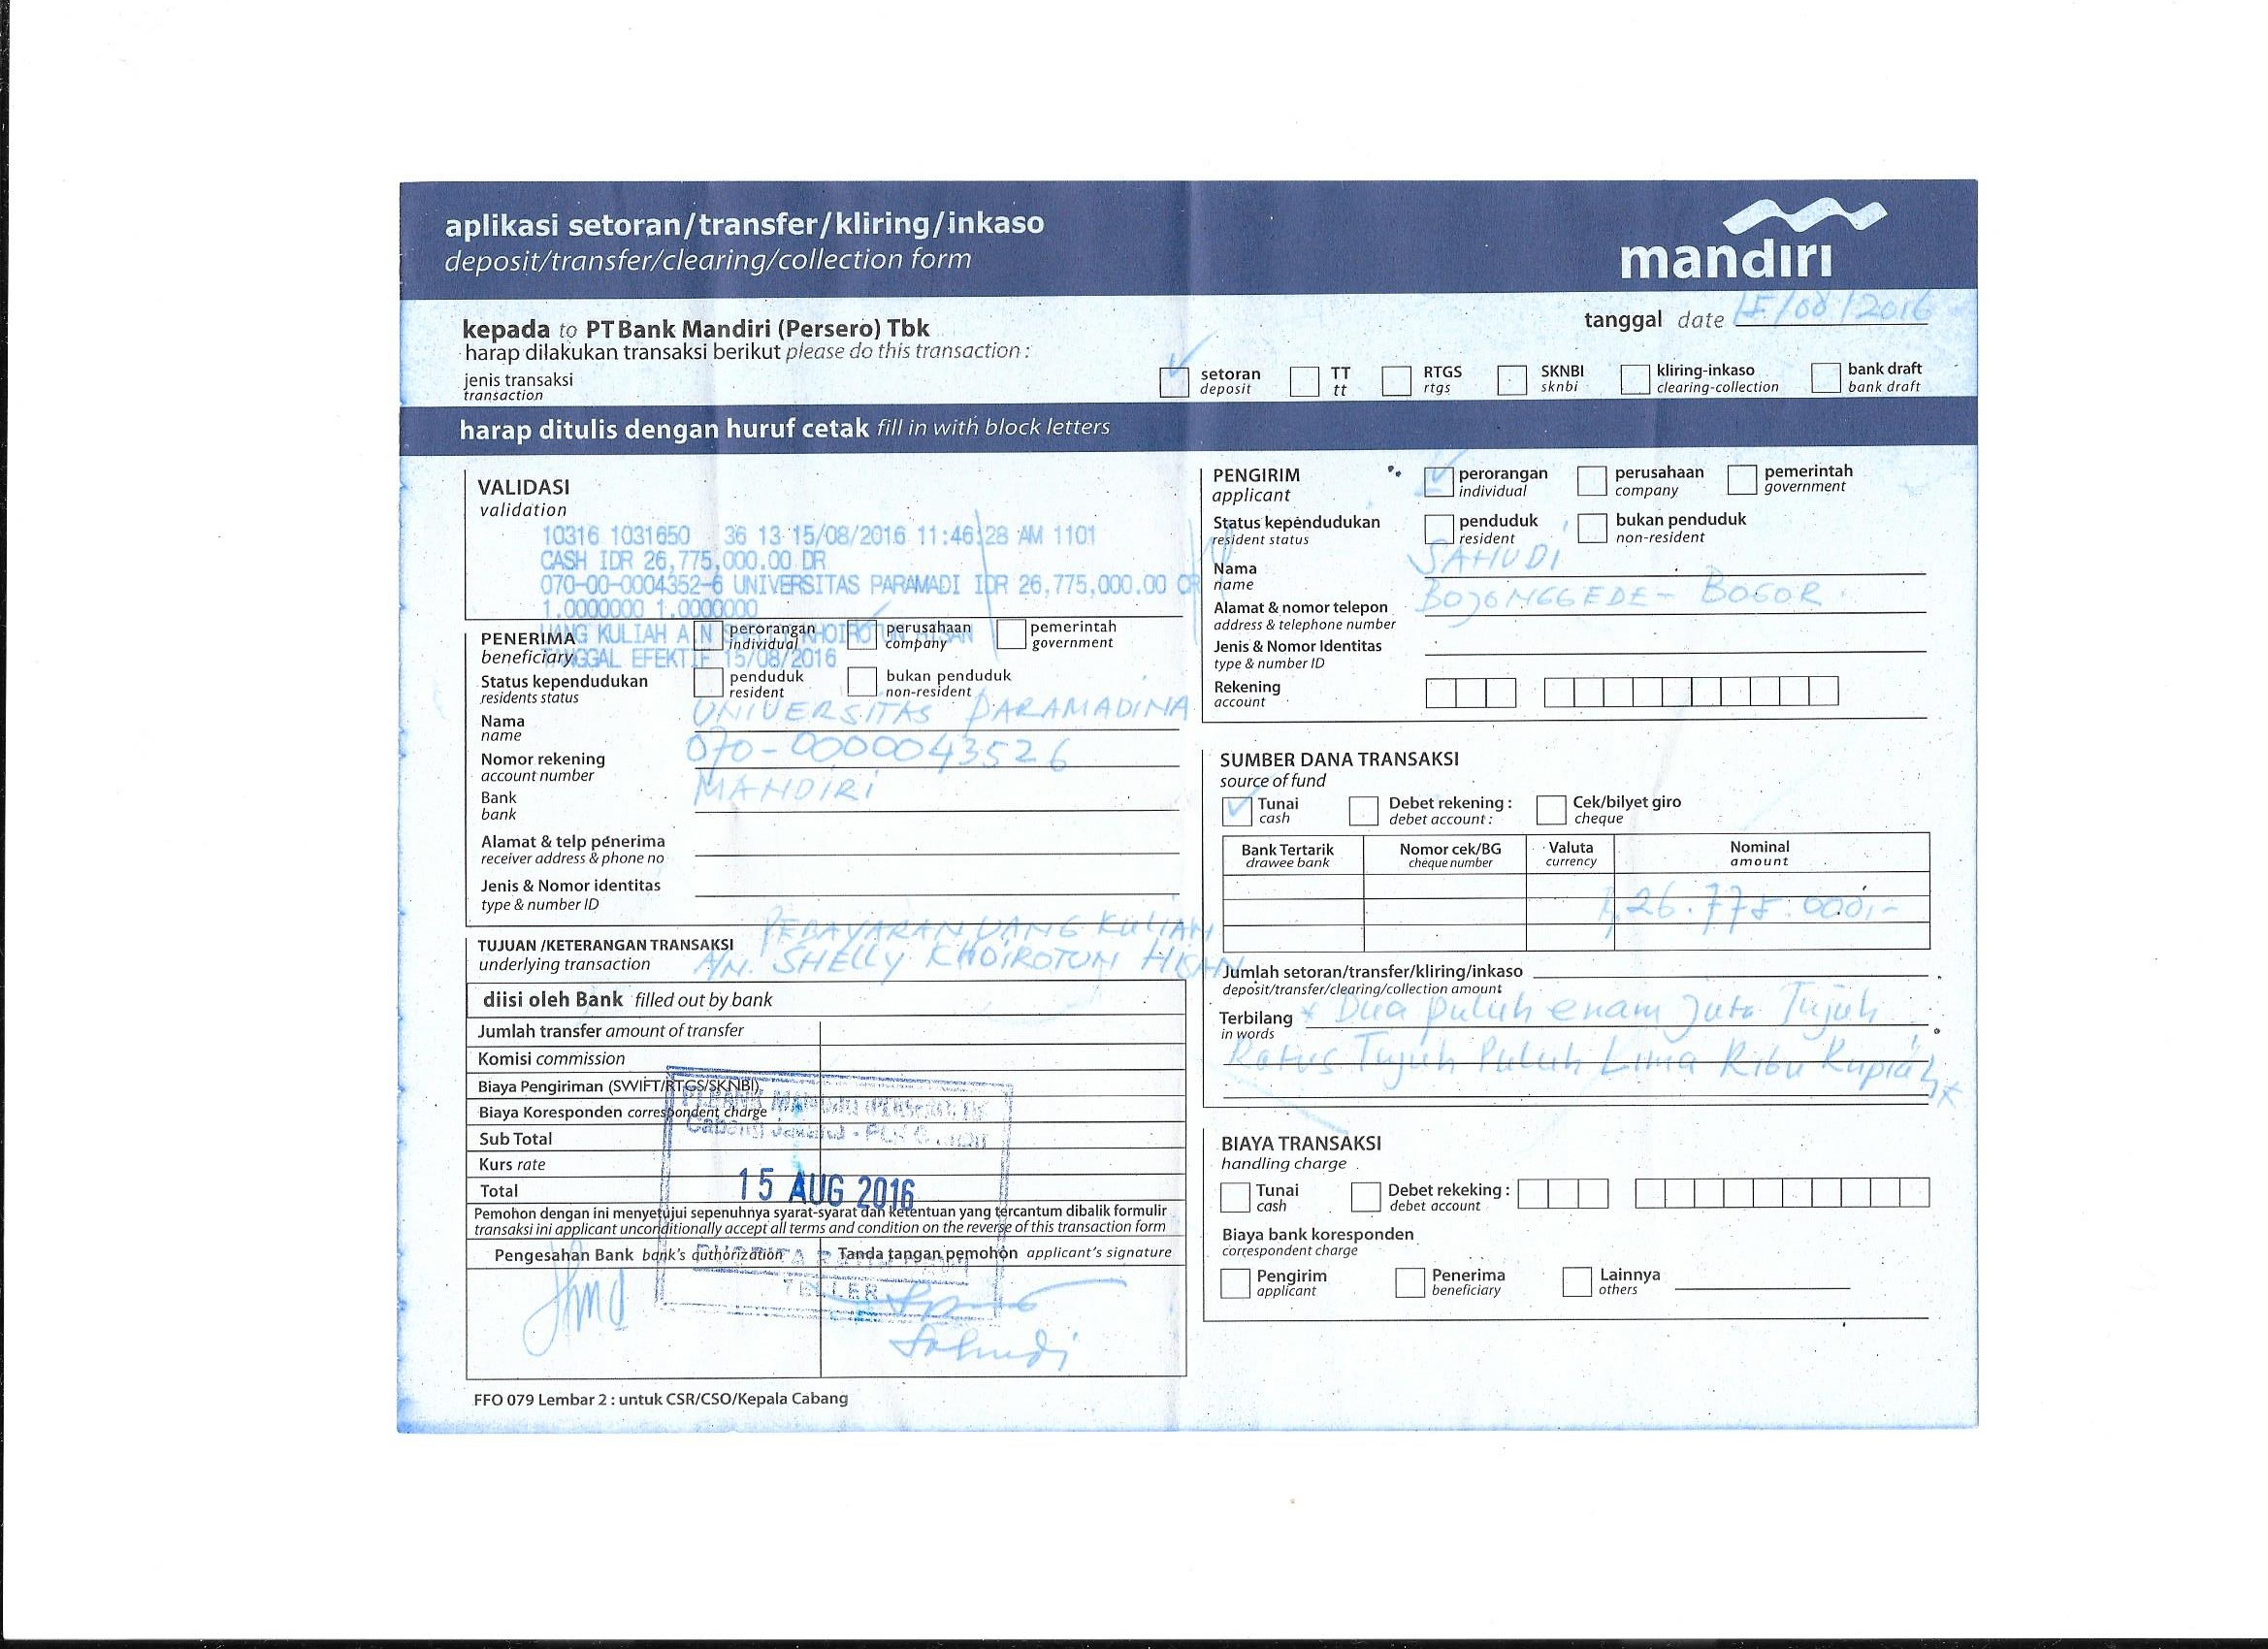 aplikasi setoran/transfer/kliring/inkaso
deposit/transfer/clearing/collection form
mandırı
kepada to PT Bank Mandiri (Persero) Tbk
tanggal date 15/08/2016
harap dilakukan transaksi berikut please do this transaction :
jenis transaksi
transaction
setoran
deposit
TT
tt
RTGS
rtgs
SKNBI
sknbi
kliring-inkaso
clearing-collection
bank draft
bank draft
harap ditulis dengan huruf cetak fill in with block letters
VALIDASI
validation
10316 1031650 36 13 15/08/2016 11:46:28 AM 1101
CASH IDR 26,775,000.00 DR
070-00-0004352-6 UNIVERSITAS PARAMADI IDR 26,775,000.00 CR
1.0000000 1.0000000
UANG KULIAH A N KHOIROTUN HISAN
TANGGAL EFEKTIF 15/08/2016
PENERIMA
beneficiary
perorangan
individual
perusahaan
company
pemerintah
government
Status kependudukan
residents status
penduduk
resident
bukan penduduk
non-resident
Nama
name
UNIVERSITAS PARAMADINA
Nomor rekening
account number
070-0000043526
Bank
bank
MANDIRI
Alamat & telp penerima
receiver address & phone no
Jenis & Nomor identitas
type & number ID
TUJUAN /KETERANGAN TRANSAKSI
underlying transaction
PEBAYARAN UANG KULIAH
A/N. SHELLY KHOIROTUN HISAN
diisi oleh Bank filled out by bank
Jumlah transfer amount of transfer
Komisi commission
Biaya Pengiriman (SWIFT/RTGS/SKNBI)
Biaya Koresponden correspondent charge
Sub Total
Kurs rate
Total
PT. BANK MANDIRI (PERSERO) Tbk
Cabang Jakarta -
15 AUG 2016
TELLER
Pemohon dengan ini menyetujui sepenuhnya syarat-syarat dan ketentuan yang tercantum dibalik formulir
transaksi ini applicant unconditionally accept all terms and condition on the reverse of this transaction form
Pengesahan Bank bank's authorization
Tanda tangan pemohon applicant's signature
Sahudi
FFO 079 Lembar 2 : untuk CSR/CSO/Kepala Cabang
PENGIRIM
applicant
perorangan
individual
perusahaan
company
pemerintah
government
Status kependudukan
resident status
penduduk
resident
bukan penduduk
non-resident
Nama
name
SAHUDI
Alamat & nomor telepon
address & telephone number
BOJONGGEDE - BOGOR
Jenis & Nomor Identitas
type & number ID
Rekening
account
SUMBER DANA TRANSAKSI
source of fund
Tunai
cash
Debet rekening :
debet account :
Cek/bilyet giro
cheque
Bank Tertarik
drawee bank
Nomor cek/BG
cheque number
Valuta
currency
Nominal
amount
26.775.000,-
Jumlah setoran/transfer/kliring/inkaso
deposit/transfer/clearing/collection amount
Terbilang
in words
* Dua puluh enam Juta Tujuh
Ratus Tujuh Puluh Lima Ribu Rupiah *
BIAYA TRANSAKSI
handling charge
Tunai
cash
Debet rekeking :
debet account
Biaya bank koresponden
correspondent charge
Pengirim
applicant
Penerima
beneficiary
Lainnya
others